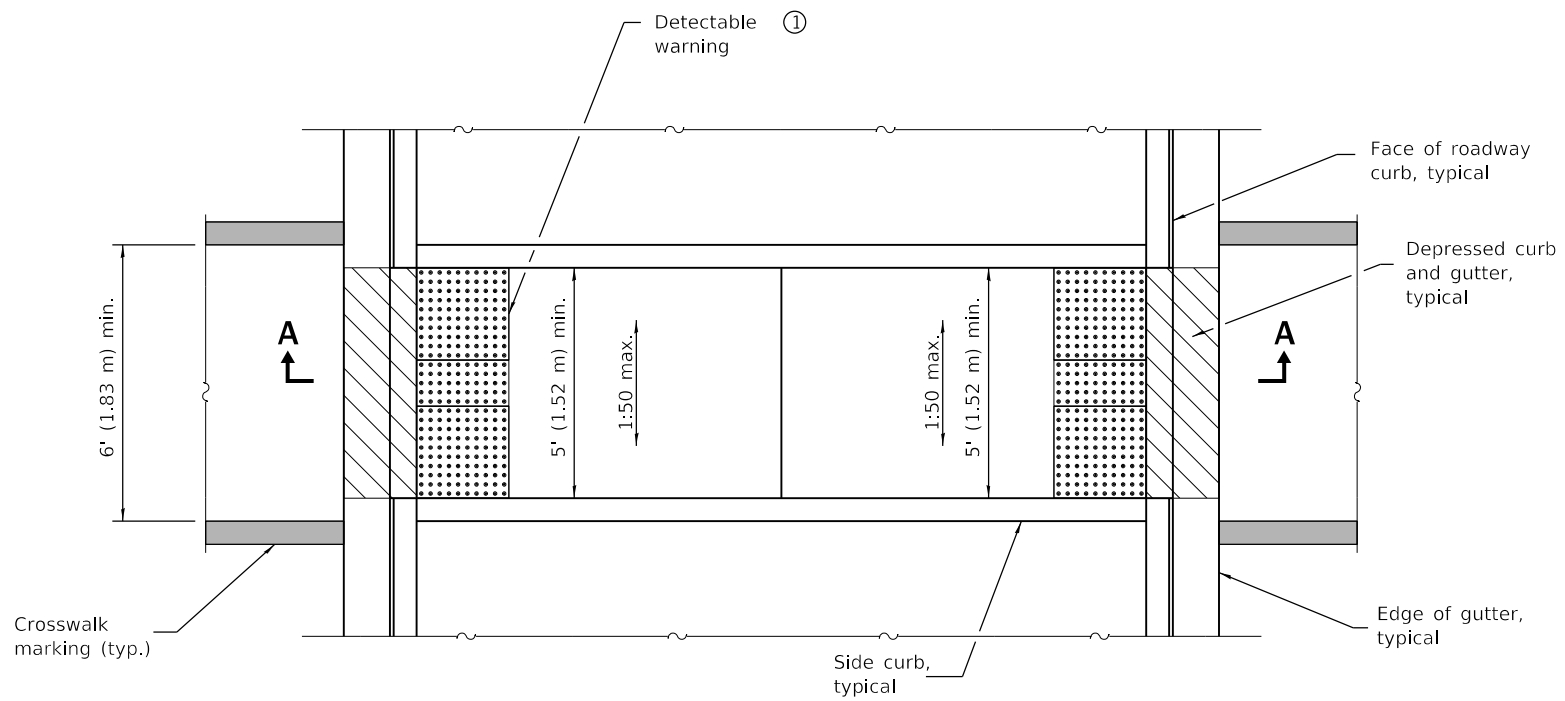 Detectable ①
warning
Face of roadway
curb, typical
Depressed curb
and gutter,
typical
6' (1.83 m) min.
A
5' (1.52 m) min.
1:50 max.
1:50 max.
5' (1.52 m) min.
A
Crosswalk
marking (typ.)
Side curb,
typical
Edge of gutter,
typical